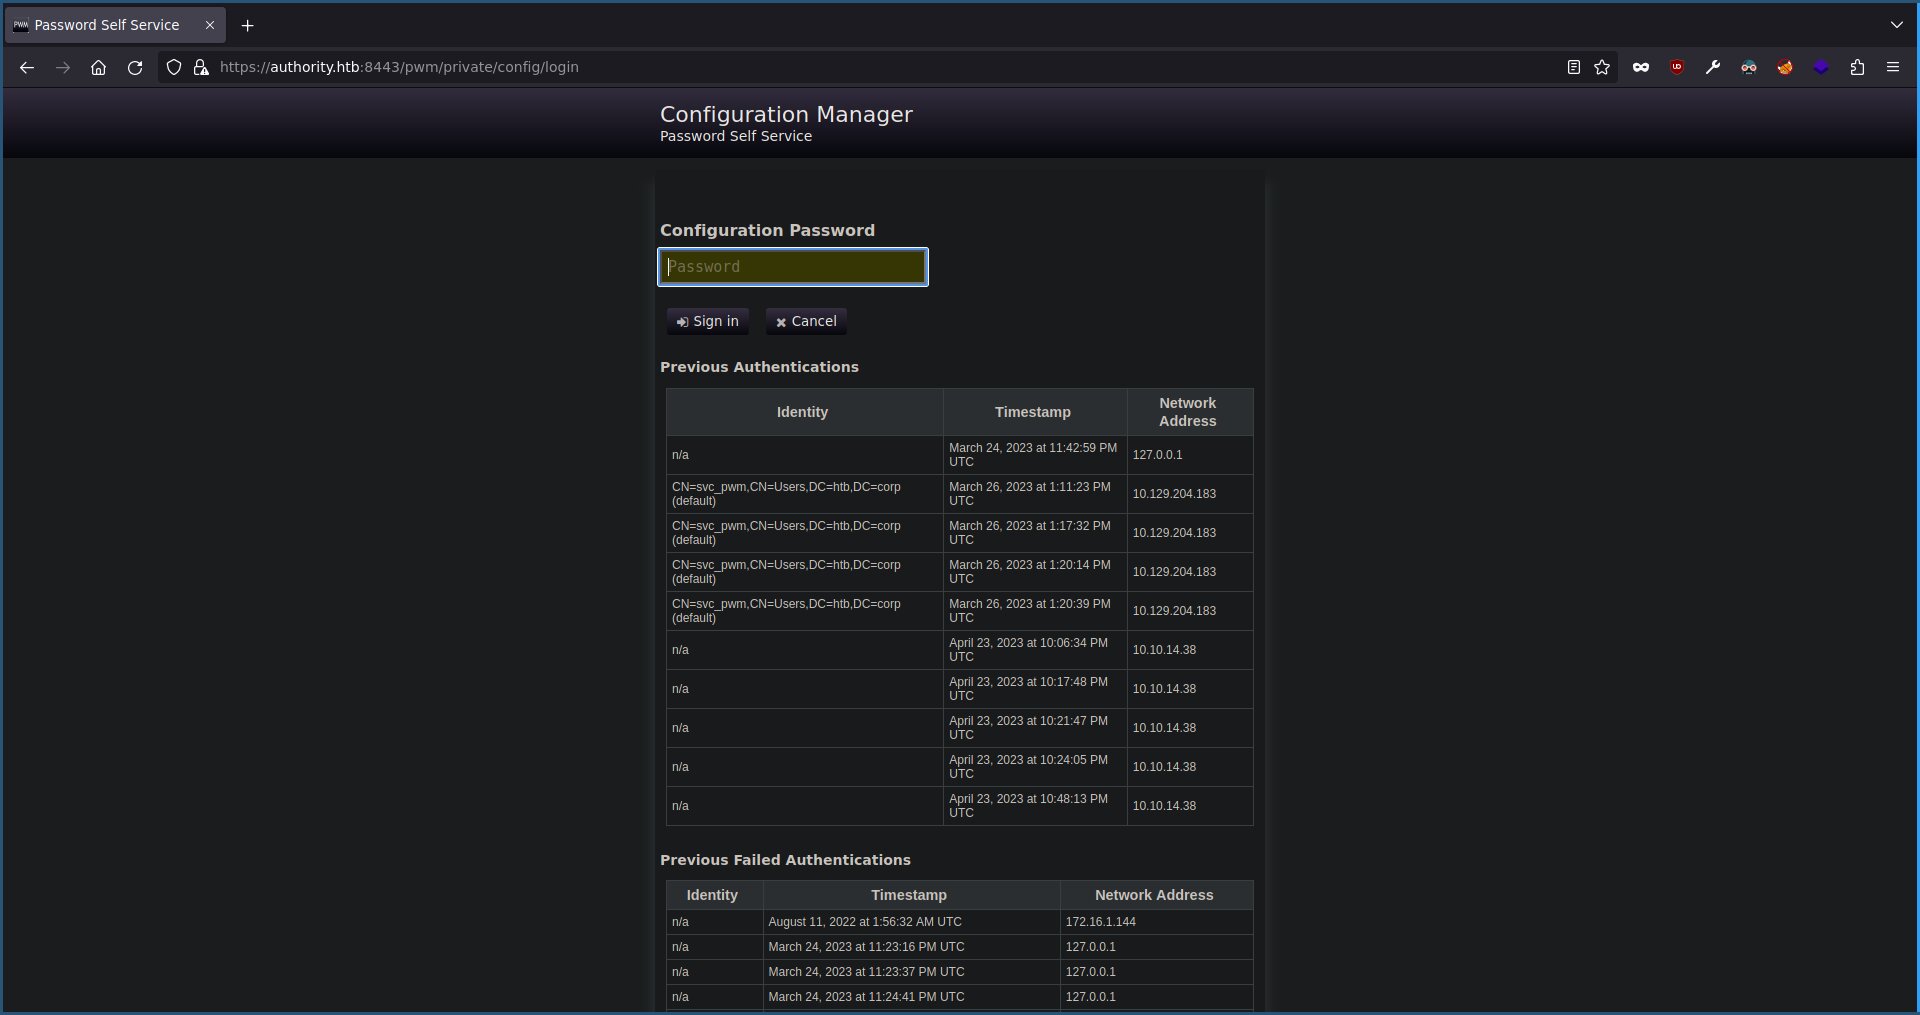 PWM Password Self Service
https://authority.htb:8443/pwm/private/config/login
Configuration Manager
Password Self Service
Configuration Password
Password
Sign in Cancel
Previous Authentications
Identity Timestamp Network
Address
n/a March 24, 2023 at 11:42:59 PM
UTC 127.0.0.1
CN=svc_pwm,CN=Users,DC=htb,DC=corp
(default) March 26, 2023 at 1:11:23 PM
UTC 10.129.204.183
CN=svc_pwm,CN=Users,DC=htb,DC=corp
(default) March 26, 2023 at 1:17:32 PM
UTC 10.129.204.183
CN=svc_pwm,CN=Users,DC=htb,DC=corp
(default) March 26, 2023 at 1:20:14 PM
UTC 10.129.204.183
CN=svc_pwm,CN=Users,DC=htb,DC=corp
(default) March 26, 2023 at 1:20:39 PM
UTC 10.129.204.183
n/a April 23, 2023 at 10:06:34 PM
UTC 10.10.14.38
n/a April 23, 2023 at 10:17:48 PM
UTC 10.10.14.38
n/a April 23, 2023 at 10:21:47 PM
UTC 10.10.14.38
n/a April 23, 2023 at 10:24:05 PM
UTC 10.10.14.38
n/a April 23, 2023 at 10:48:13 PM
UTC 10.10.14.38
Previous Failed Authentications
Identity Timestamp Network Address
n/a August 11, 2022 at 1:56:32 AM UTC 172.16.1.144
n/a March 24, 2023 at 11:23:16 PM UTC 127.0.0.1
n/a March 24, 2023 at 11:23:37 PM UTC 127.0.0.1
n/a March 24, 2023 at 11:24:41 PM UTC 127.0.0.1